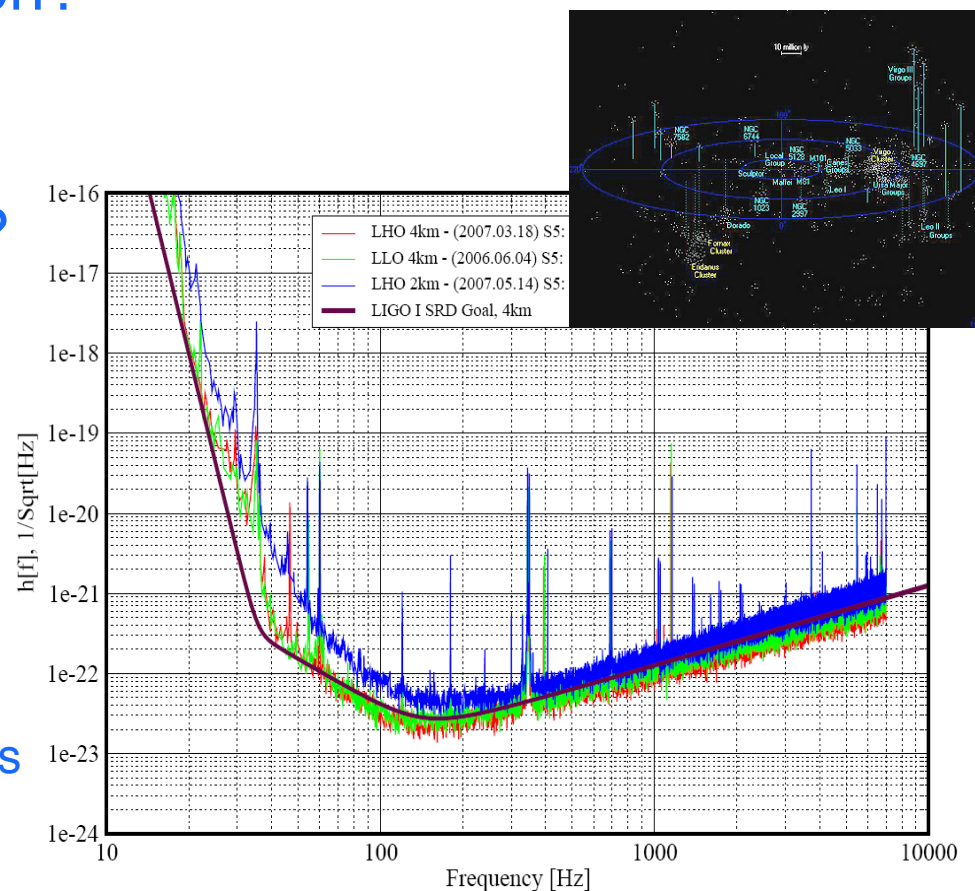 10 million ly
Virgo III
Groups
180°
NGC
7582
NGC
6744
NGC
5128
M101
NGC
5033
Virgo
Cluster
NGC
4697
Local
Group
Canes
Groups
Sculptor
Maffei
M81
Leo I
Ursa Major
Groups
NGC
1023
NGC
2997
Dorado
0°
Leo II
Groups
Fornax
Cluster
Eridanus
Cluster
1e-16
1e-17
1e-18
1e-19
1e-20
1e-21
1e-22
1e-23
1e-24
h[f], 1/Sqrt[Hz]
LHO 4km - (2007.03.18) S5:
LLO 4km - (2006.06.04) S5:
LHO 2km - (2007.05.14) S5:
LIGO I SRD Goal, 4km
s
10
100
1000
10000
Frequency [Hz]